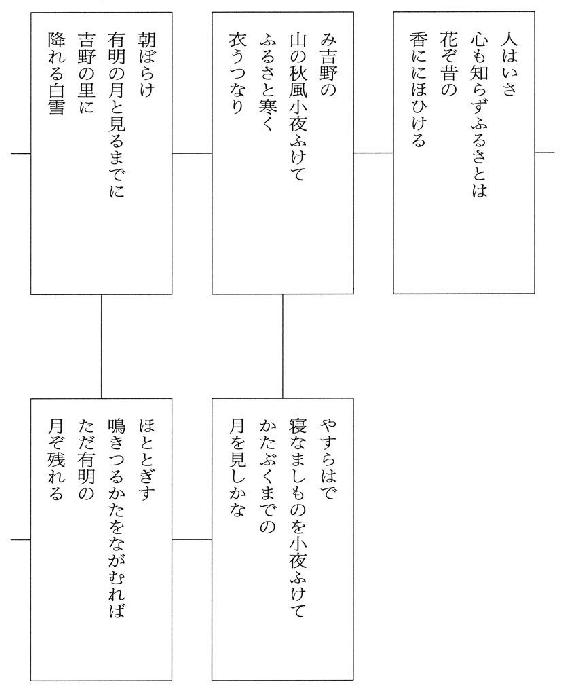 人はいさ
心も知らずふるさとは
花ぞ昔の
香ににほひける
み吉野の
山の秋風小夜ふけて
ふるさと寒く
衣うつなり
朝ぼらけ
有明の月と見るまでに
吉野の里に
降れる白雪
やすらはで
寝なましものを小夜ふけて
かたぶくまでの
月を見しかな
ほととぎす
鳴きつるかたをながむれば
ただ有明の
月ぞ残れる